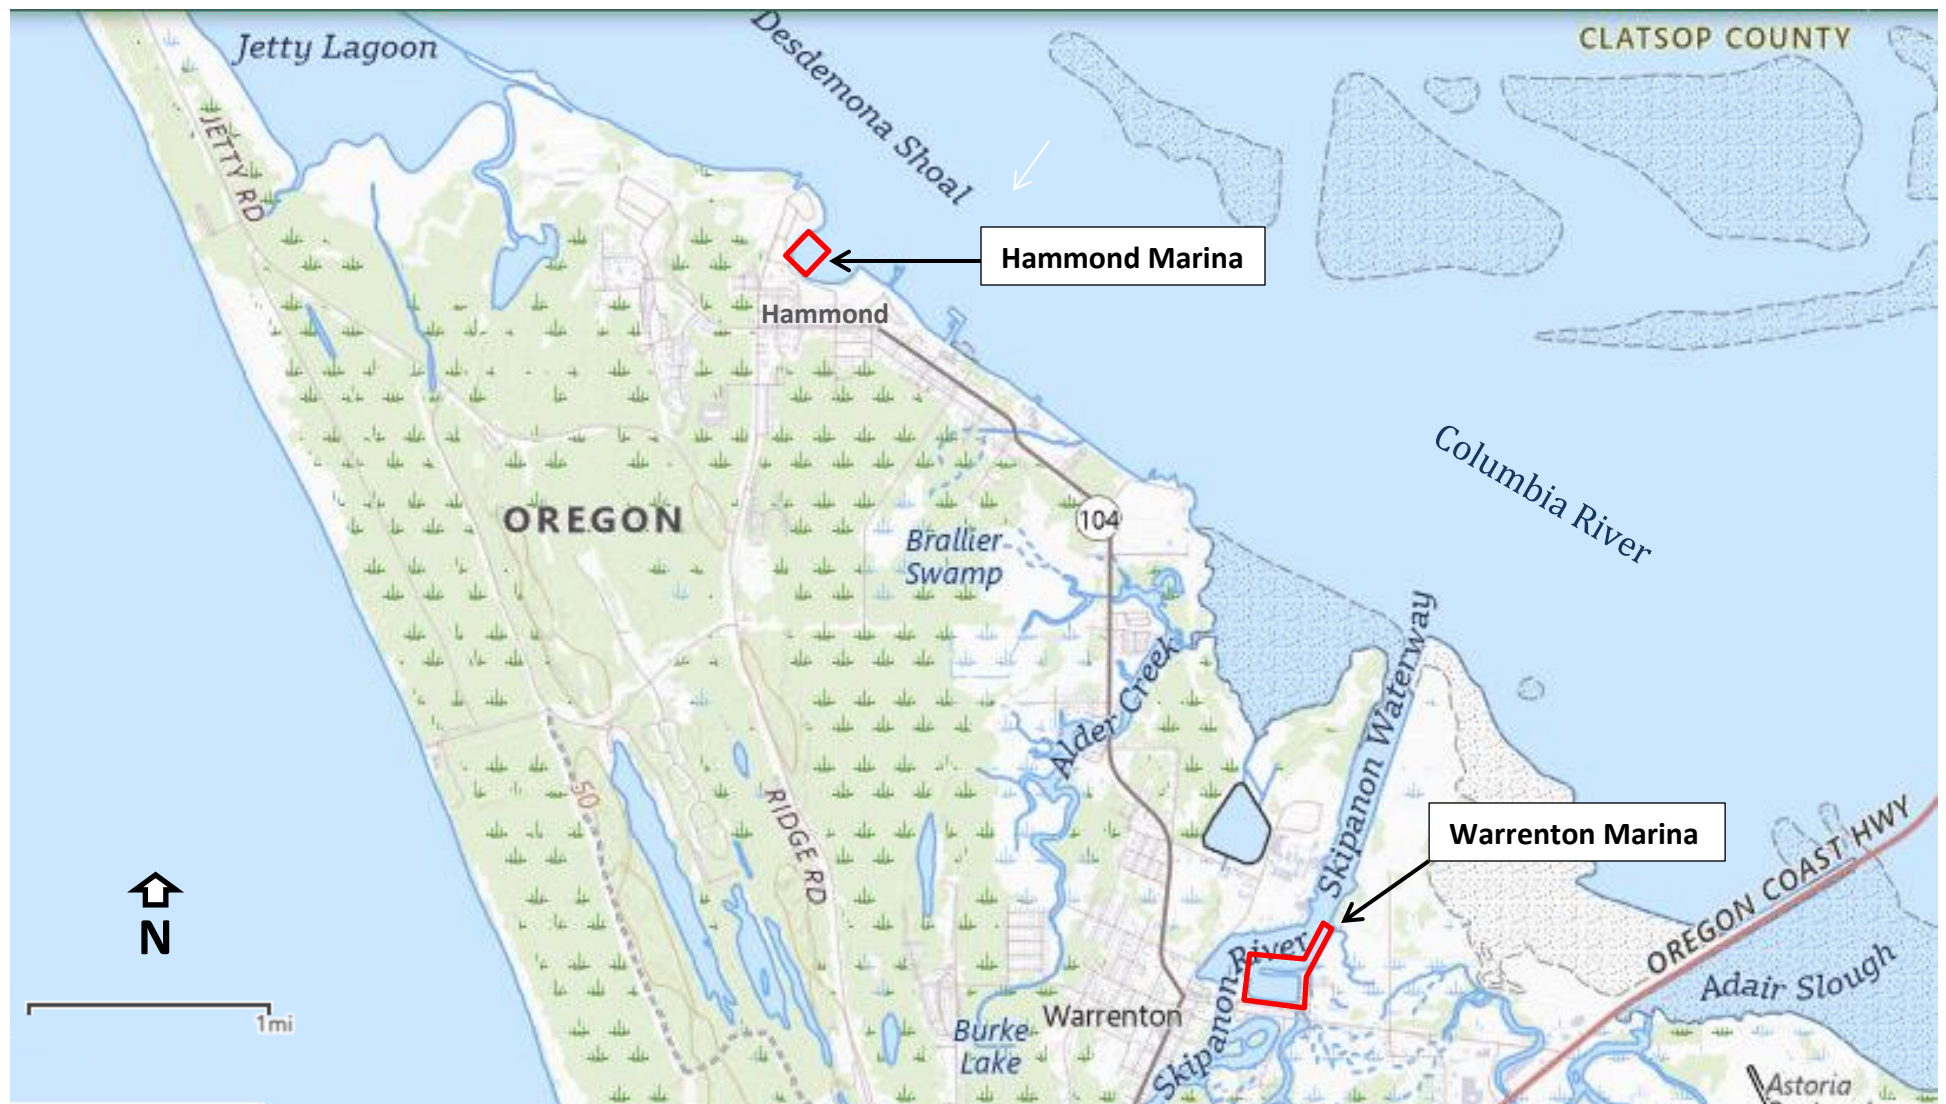 CLATSOP COUNTY
Jetty Lagoon
Desdemona Shoal
JETTY RD
Hammond Marina
Hammond
Columbia River
OREGON
104
Brallier
Swamp
Alder Creek
Skipanon Waterway
50
RIDGE RD
Warrenton Marina
OREGON COAST HWY
N
Skipanon River
Adair Slough
1mi
Warrenton
Burke
Lake
Astoria